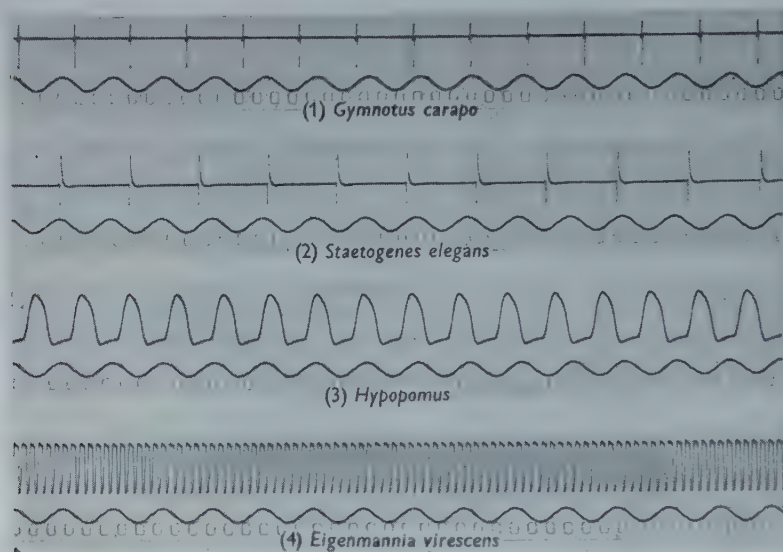 (1) Gymnotus carapo
(2) Staetogenes elegans
(3) Hypopomus
(4) Eigenmannia virescens